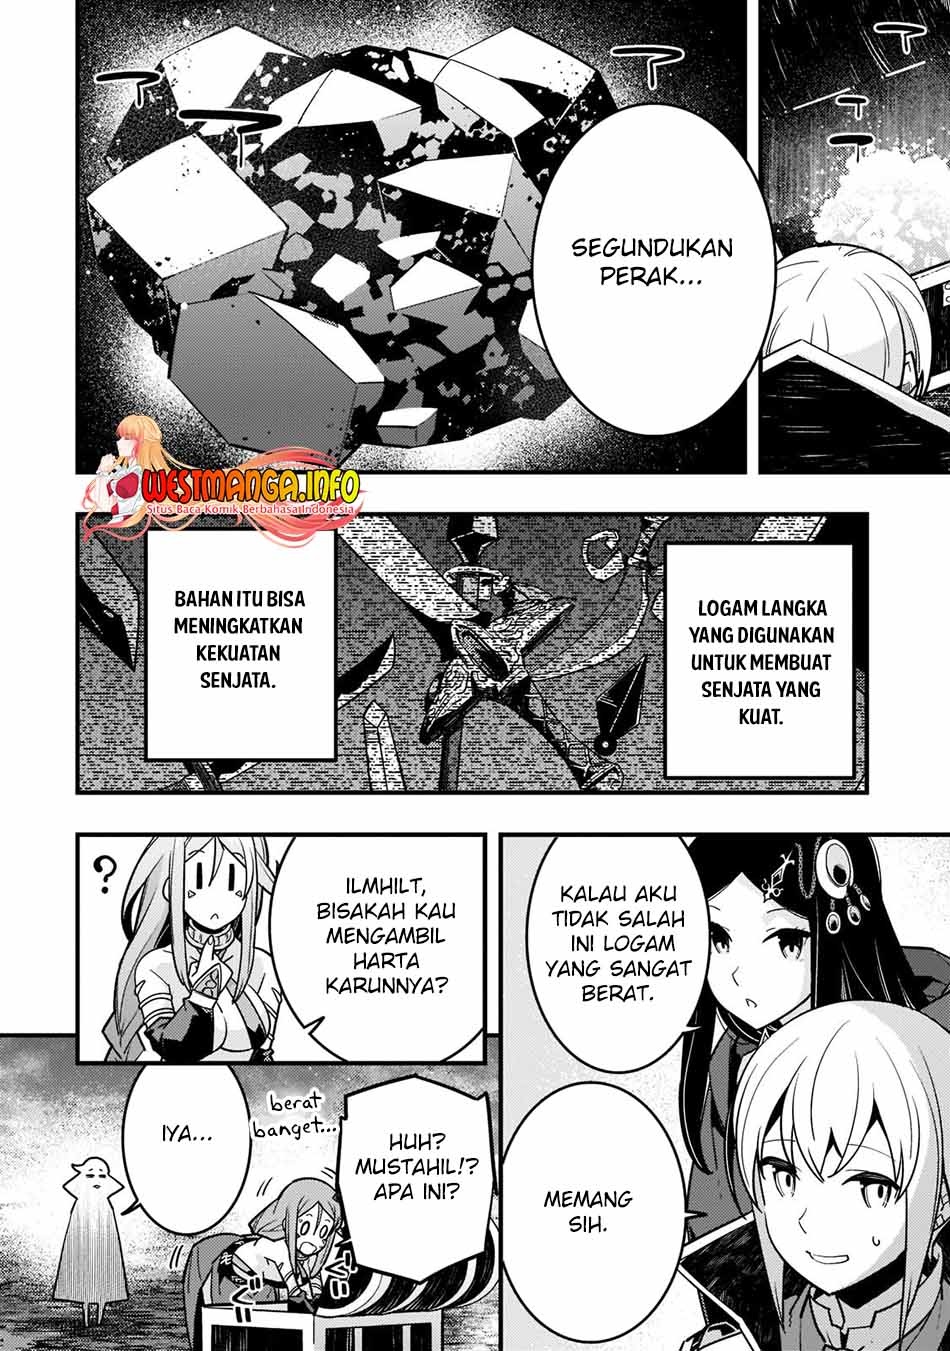 SEGUNDUKAN
PERAK...
WESTMANGA.INFO
Situs Baca Komik Berbahasa Indonesia
LOGAM LANGKA
YANG DIGUNAKAN
UNTUK MEMBUAT
SENJATA YANG
KUAT.
BAHAN ITU BISA
MENINGKATKAN
KEKUATAN
SENJATA.
KALAU AKU
TIDAK SALAH
INI LOGAM
YANG SANGAT
BERAT.
MEMANG
SIH.
ILMHILT,
BISAKAH KAU
MENGAMBIL
HARTA
KARUNNYA?
?
HUH?
MUSTAHIL!?
APA INI?
berat
banget...
IYA...